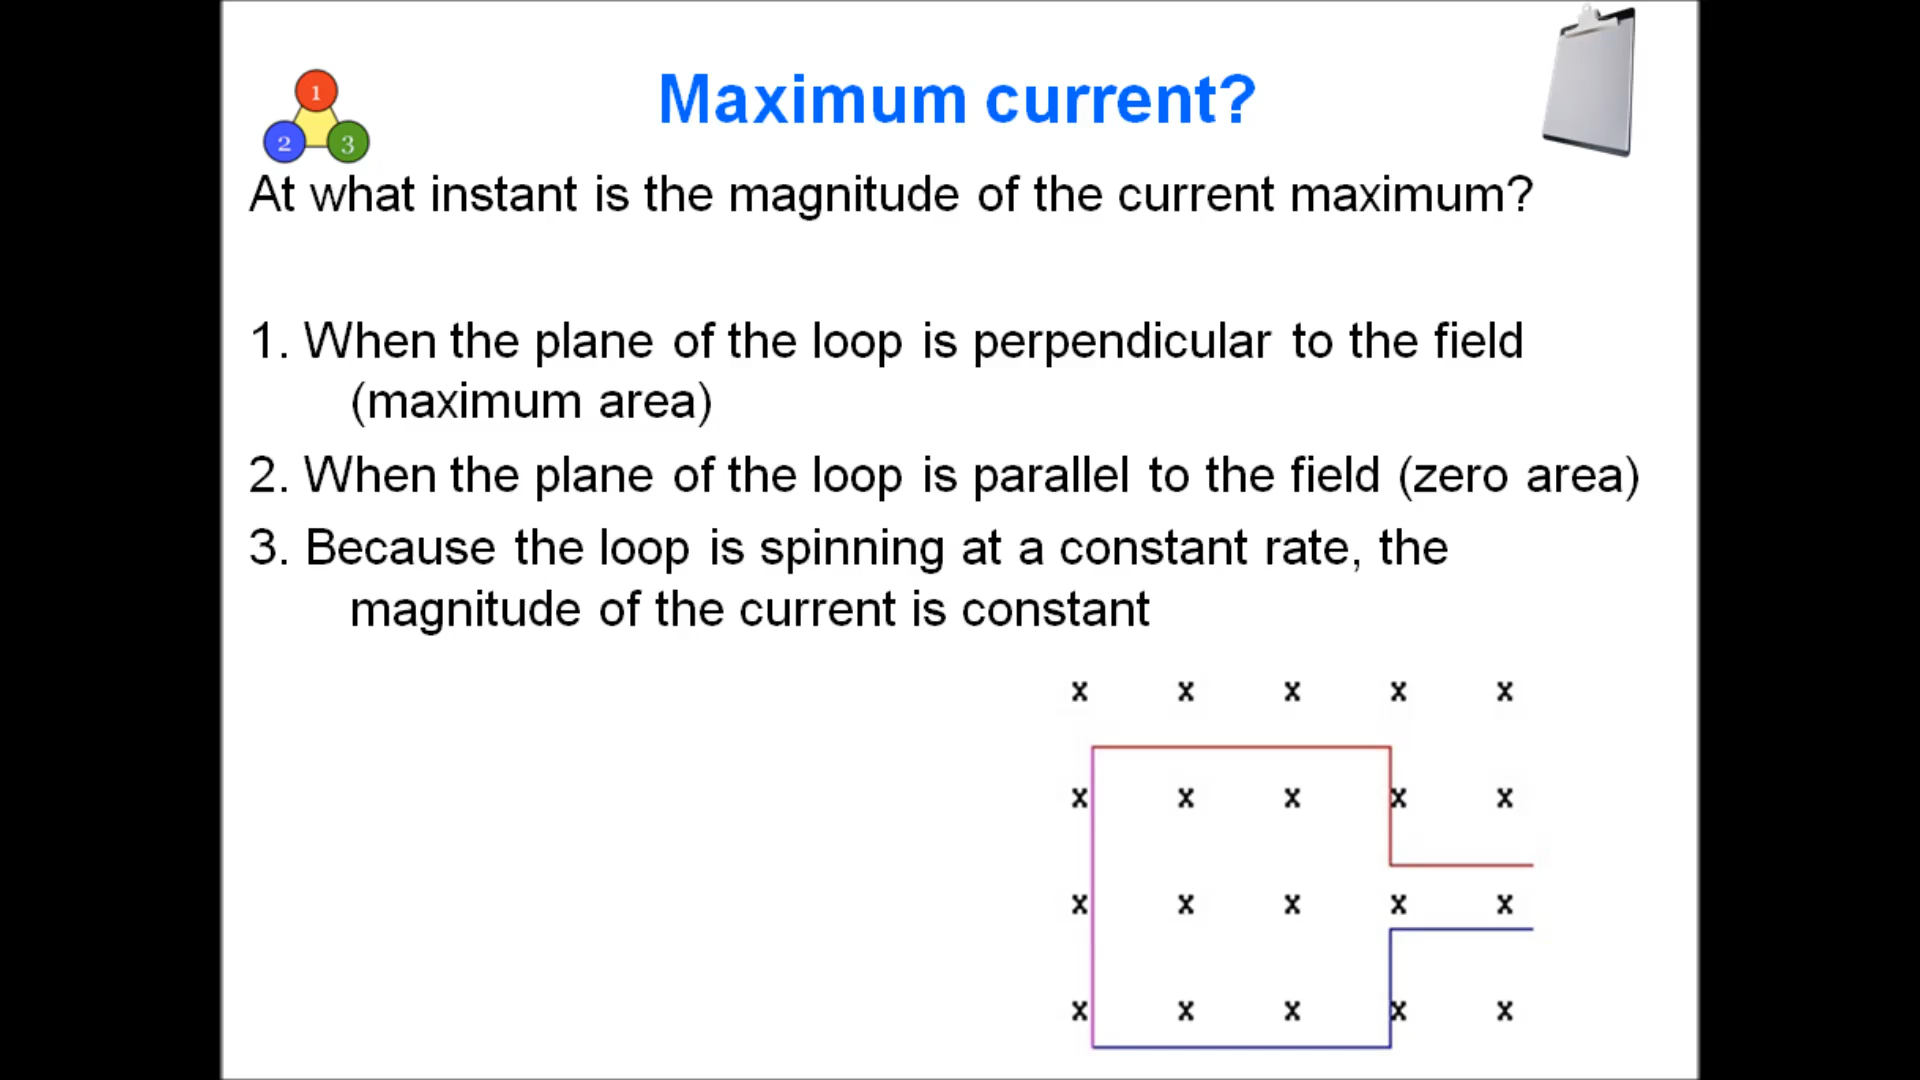 Maximum current?
1
2 3
At what instant is the magnitude of the current maximum?
1. When the plane of the loop is perpendicular to the field
(maximum area)
2. When the plane of the loop is parallel to the field (zero area)
3. Because the loop is spinning at a constant rate, the
magnitude of the current is constant
x x x x x
x x x x x
x x x x x
x x x x x